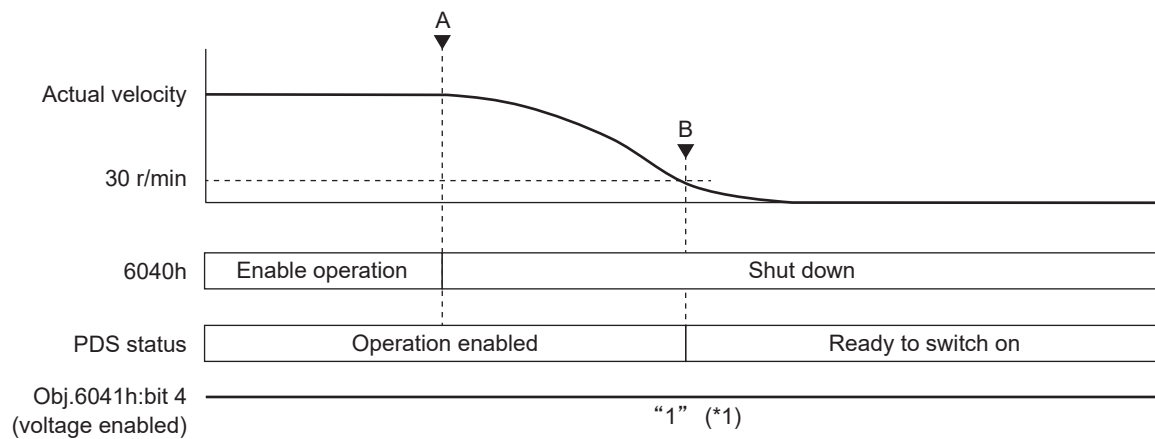 A
Actual velocity
B
30 r/min
6040h
Enable operation
Shut down
PDS status
Operation enabled
Ready to switch on
Obj.6041h:bit 4
(voltage enabled)
“1” (*1)